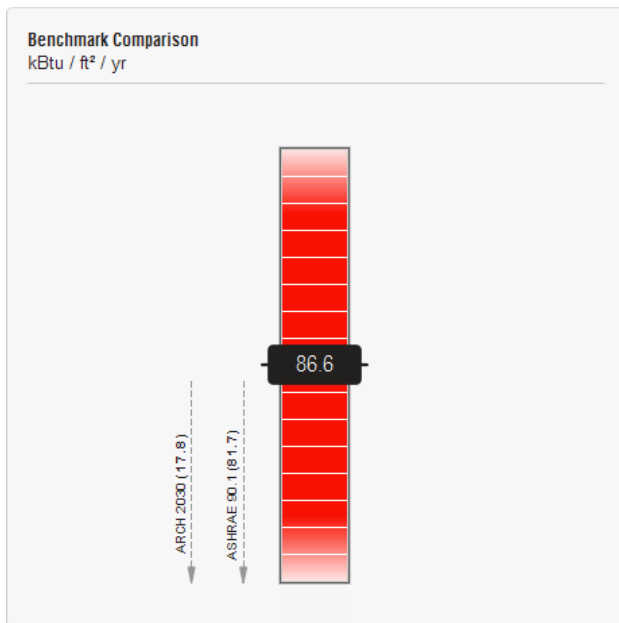 Benchmark Comparison
kBtu / ft² / yr
86.6
ARCH 2030 (17.8)
ASHRAE 90.1 (81.7)